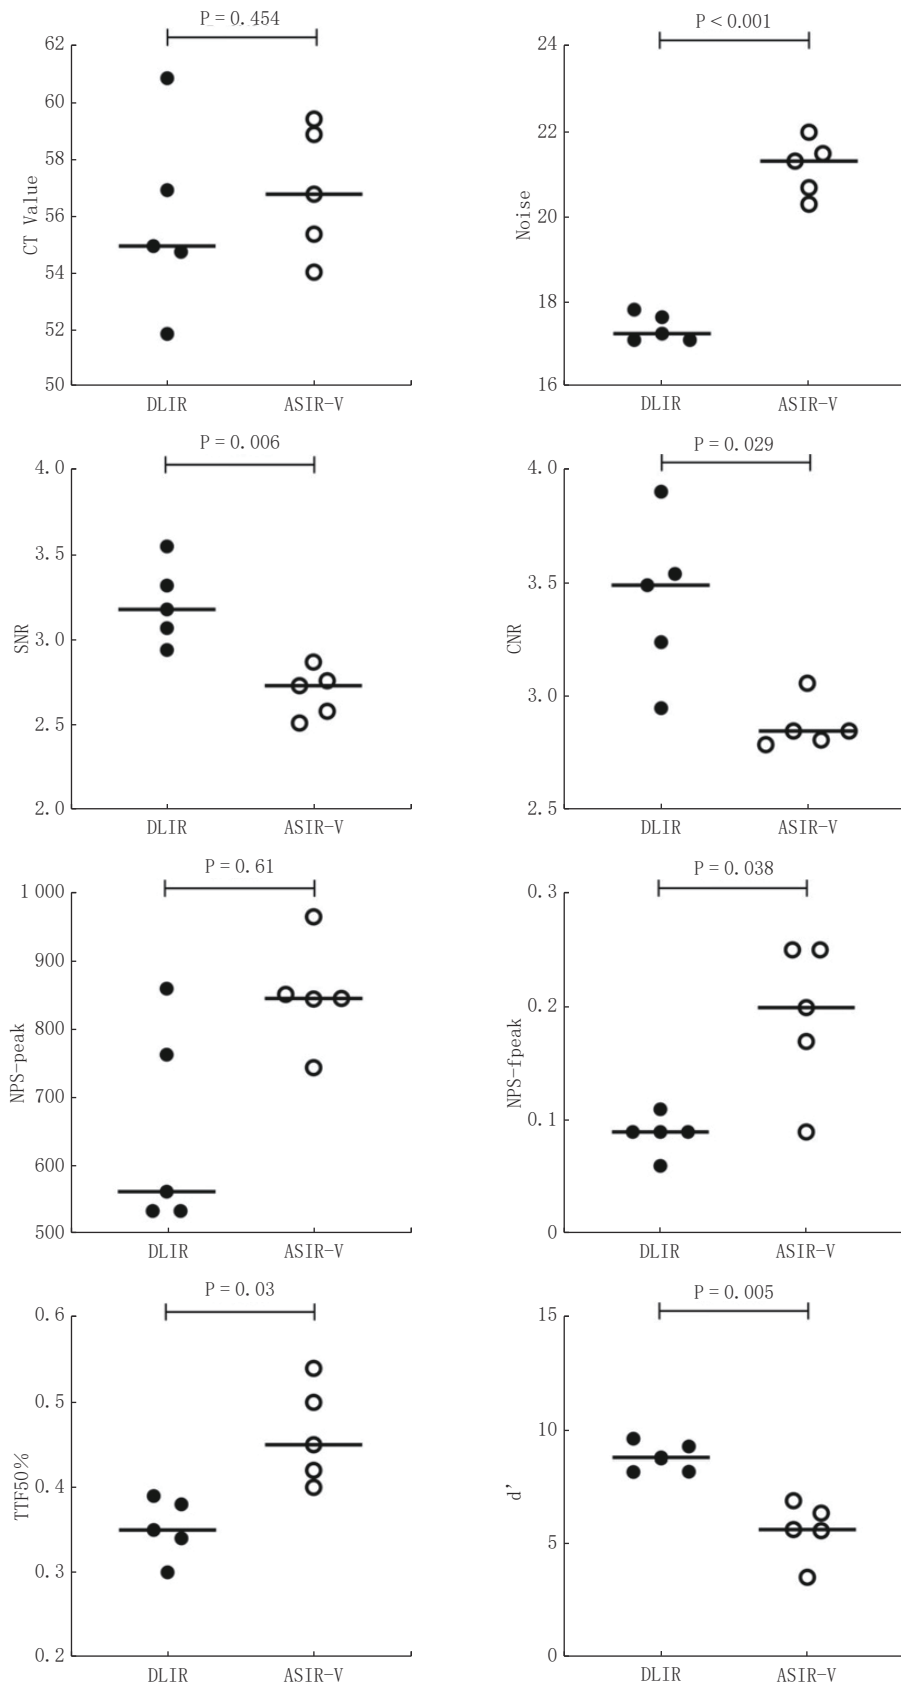 P = 0.454
62
60
58
56
54
52
50
CT Value
DLIR
ASIR-V
P < 0.001
24
22
20
18
16
Noise
DLIR
ASIR-V
P = 0.006
4.0
3.5
3.0
2.5
2.0
SNR
DLIR
ASIR-V
P = 0.029
4.0
3.5
3.0
2.5
CNR
DLIR
ASIR-V
P = 0.61
1 000
900
800
700
600
500
NPS-peak
DLIR
ASIR-V
P = 0.038
0.3
0.2
0.1
0
NPS-fpeak
DLIR
ASIR-V
P = 0.03
0.6
0.5
0.4
0.3
0.2
TTF50%
DLIR
ASIR-V
P = 0.005
15
10
5
0
d’
DLIR
ASIR-V